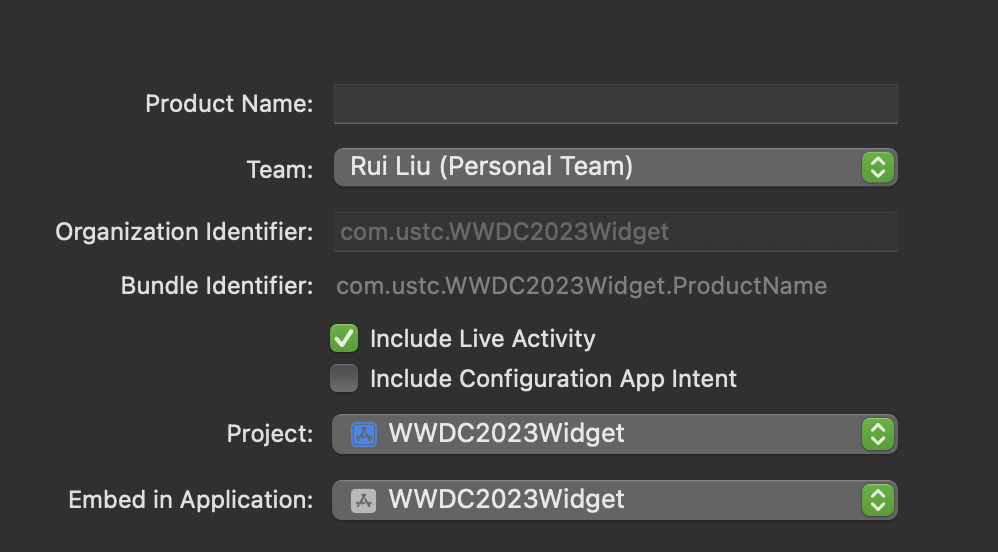 Product Name:
Team: Rui Liu (Personal Team)
Organization Identifier: com.ustc.WWDC2023Widget
Bundle Identifier: com.ustc.WWDC2023Widget.ProductName
Include Live Activity
Include Configuration App Intent
Project: WWDC2023Widget
Embed in Application: WWDC2023Widget